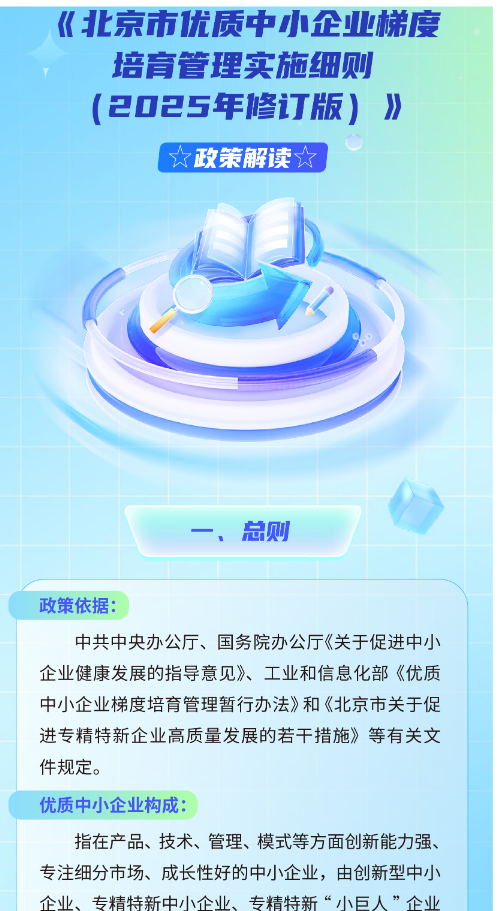 《北京市优质中小企业梯度
培育管理实施细则
（2025年修订版）》
☆政策解读☆
一、总则
政策依据：
中共中央办公厅、国务院办公厅《关于促进中小
企业健康发展的指导意见》、工业和信息化部《优质
中小企业梯度培育管理暂行办法》和《北京市关于促
进专精特新企业高质量发展的若干措施》等有关文
件规定。
优质中小企业构成：
指在产品、技术、管理、模式等方面创新能力强、
专注细分市场、成长性好的中小企业，由创新型中小
企业、专精特新中小企业、专精特新“小巨人”企业